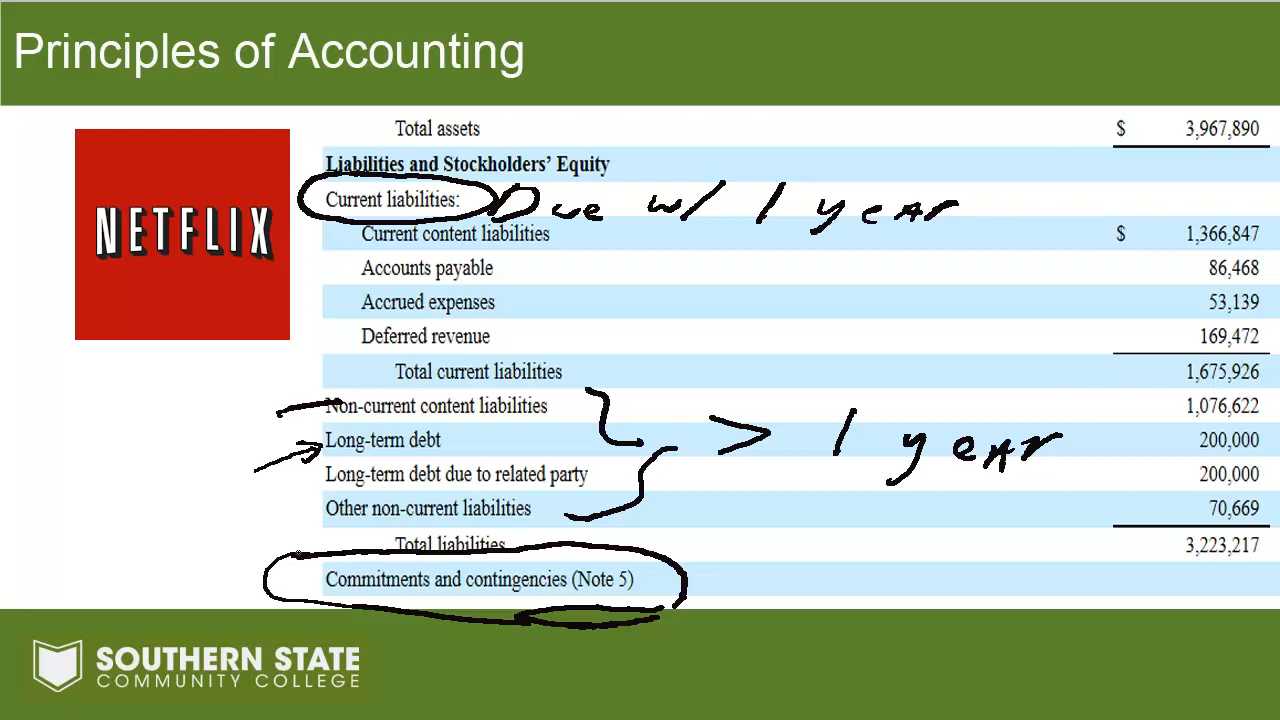 Principles of Accounting
Total assets $ 3,967,890
Liabilities and Stockholders' Equity
NETFLIX
Current liabilities: Due w/ 1 year
Current content liabilities $ 1,366,847
Accounts payable 86,468
Accrued expenses 53,139
Deferred revenue 169,472
Total current liabilities 1,675,926
Non-current content liabilities 1,076,622
Long-term debt 200,000
> 1 year
Long-term debt due to related party 200,000
Other non-current liabilities 70,669
Total liabilities 3,223,217
Commitments and contingencies (Note 5)
SOUTHERN STATE
COMMUNITY COLLEGE